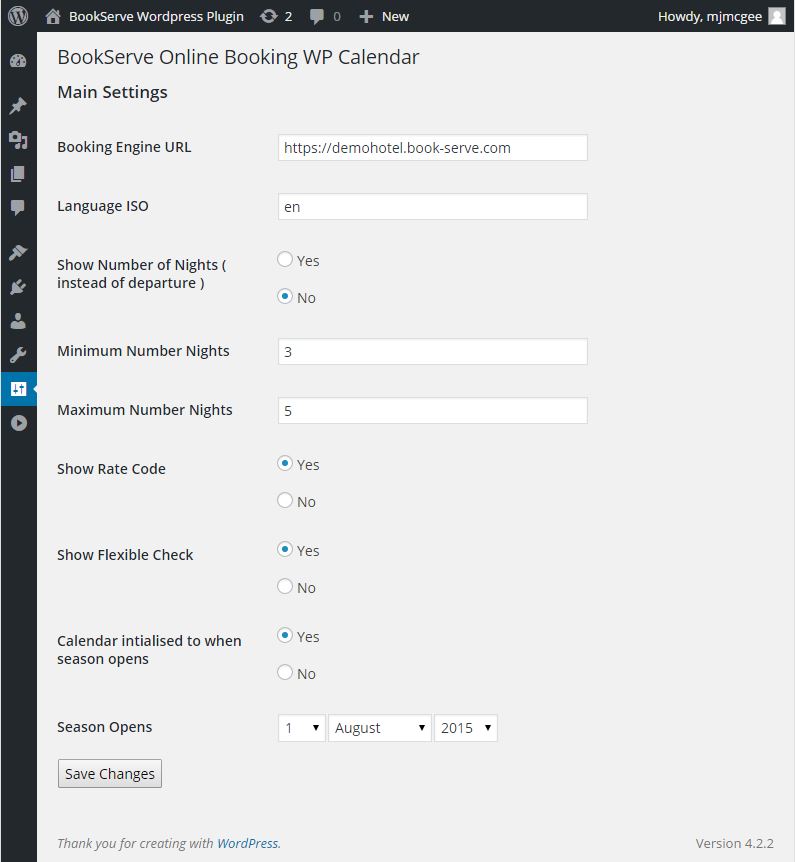 BookServe Wordpress Plugin 2 0 New Howdy, mjmcgee
BookServe Online Booking WP Calendar
Main Settings
Booking Engine URL https://demohotel.book-serve.com
Language ISO en
Show Number of Nights ( instead of departure )
Yes
No
Minimum Number Nights 3
Maximum Number Nights 5
Show Rate Code Yes
No
Show Flexible Check Yes
No
Calendar intialised to when season opens
Yes
No
Season Opens 1 August 2015
Save Changes
Thank you for creating with WordPress. Version 4.2.2